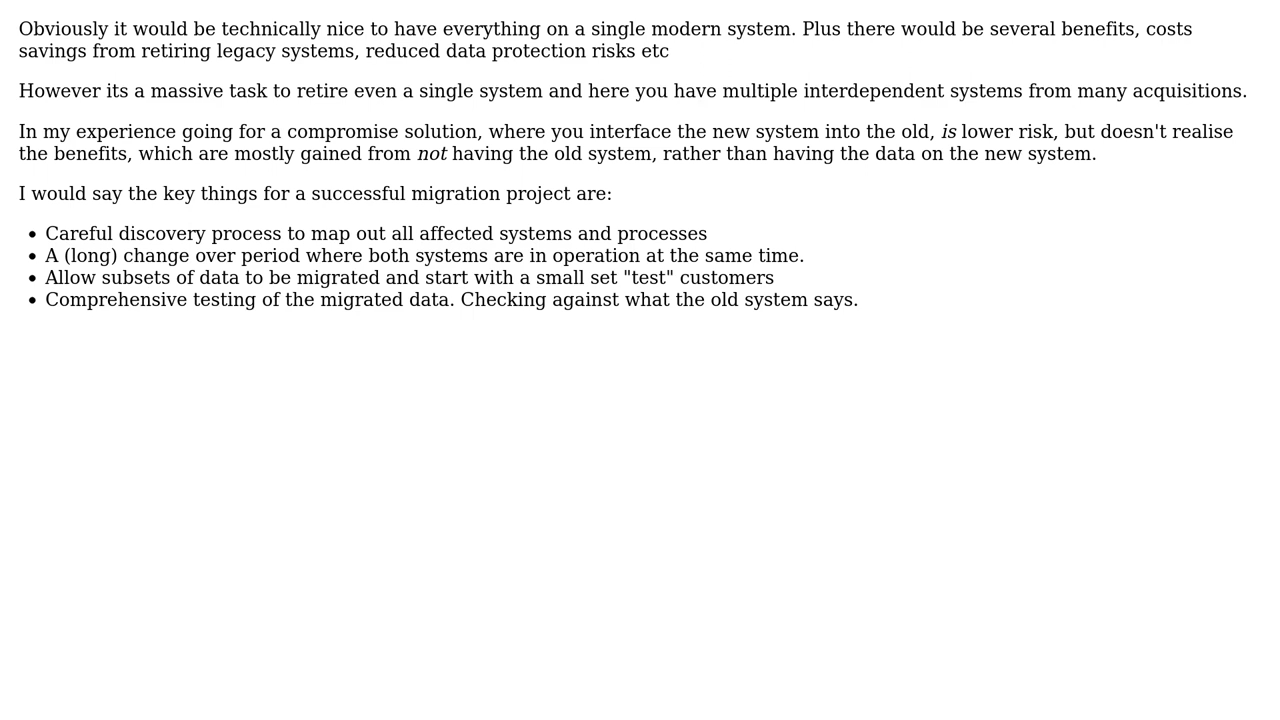 Obviously it would be technically nice to have everything on a single modern system. Plus there would be several benefits, costs
savings from retiring legacy systems, reduced data protection risks etc
However its a massive task to retire even a single system and here you have multiple interdependent systems from many acquisitions.
In my experience going for a compromise solution, where you interface the new system into the old, is lower risk, but doesn't realise
the benefits, which are mostly gained from not having the old system, rather than having the data on the new system.
I would say the key things for a successful migration project are:
• Careful discovery process to map out all affected systems and processes
• A (long) change over period where both systems are in operation at the same time.
• Allow subsets of data to be migrated and start with a small set "test" customers
• Comprehensive testing of the migrated data. Checking against what the old system says.